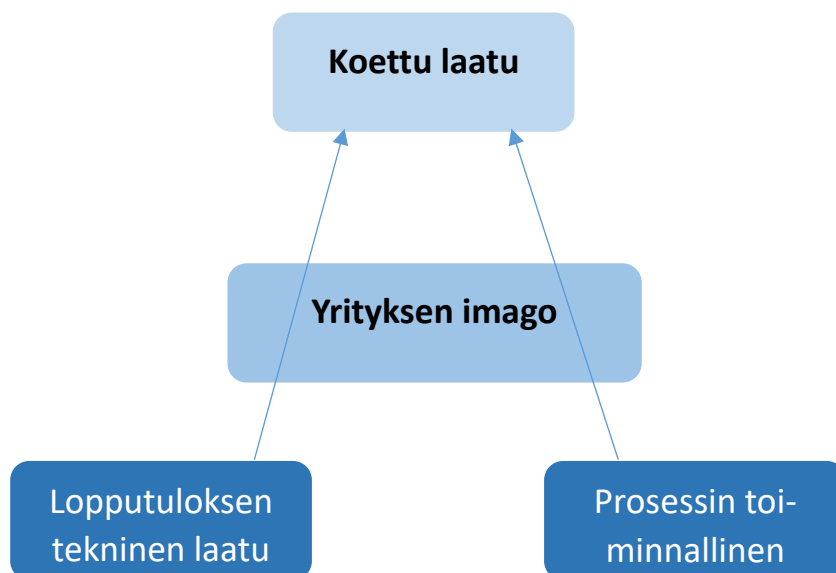 Koettu laatu
Yrityksen imago
Lopputuloksen
tekninen laatu
Prosessin toi-
minnallinen